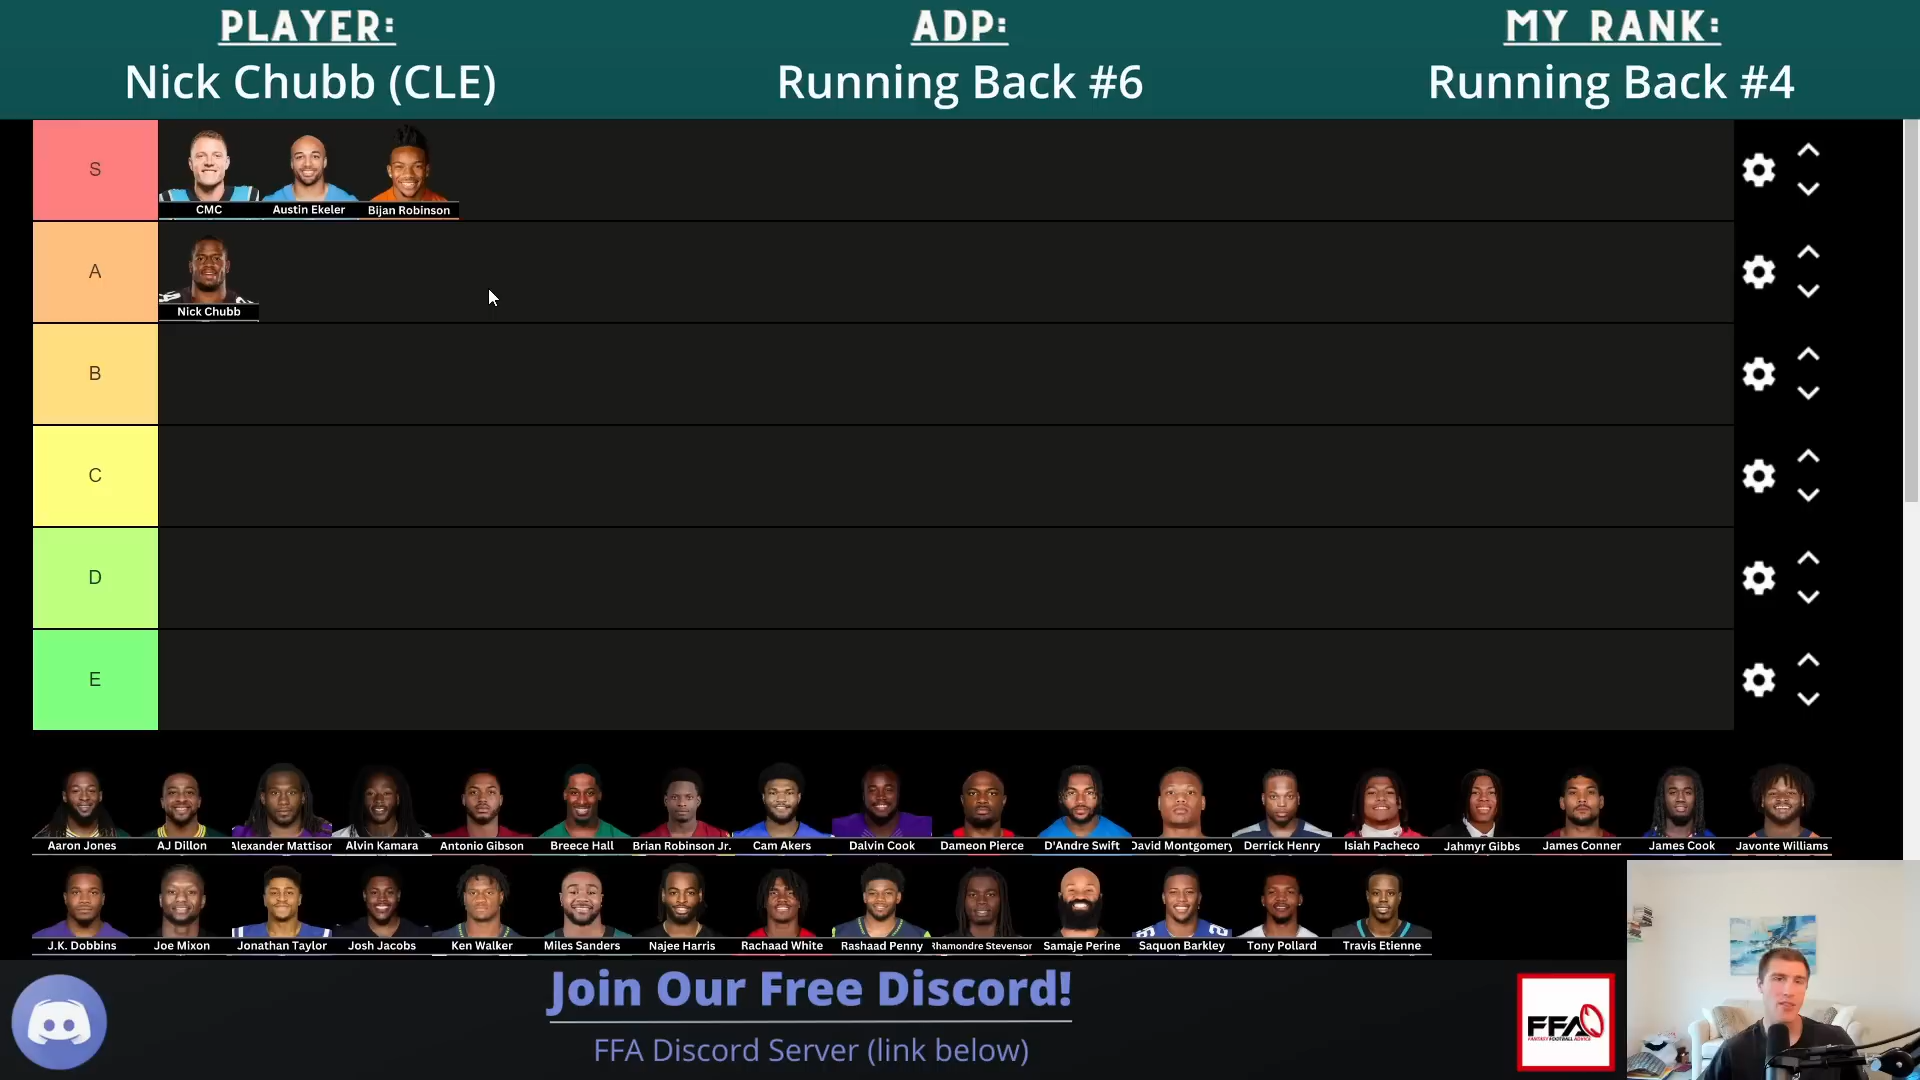 PLAYER:
Nick Chubb (CLE)
ADP:
Running Back #6
MY RANK:
Running Back #4
S
CMC
Austin Ekeler
Bijan Robinson
A
Nick Chubb
B
C
D
E
Aaron Jones
AJ Dillon
Alexander Mattison
Alvin Kamara
Antonio Gibson
Breece Hall
Brian Robinson Jr.
Cam Akers
Dalvin Cook
Dameon Pierce
D'Andre Swift
David Montgomery
Derrick Henry
Isiah Pacheco
Jahmyr Gibbs
James Conner
James Cook
Javonte Williams
J.K. Dobbins
Joe Mixon
Jonathan Taylor
Josh Jacobs
Ken Walker
Miles Sanders
Najee Harris
Rachaad White
Rashaad Penny
Rhamondre Stevenson
Samaje Perine
Saquon Barkley
Tony Pollard
Travis Etienne
Join Our Free Discord!
FFA Discord Server (link below)
FFA
FANTASY FOOTBALL ADVICE